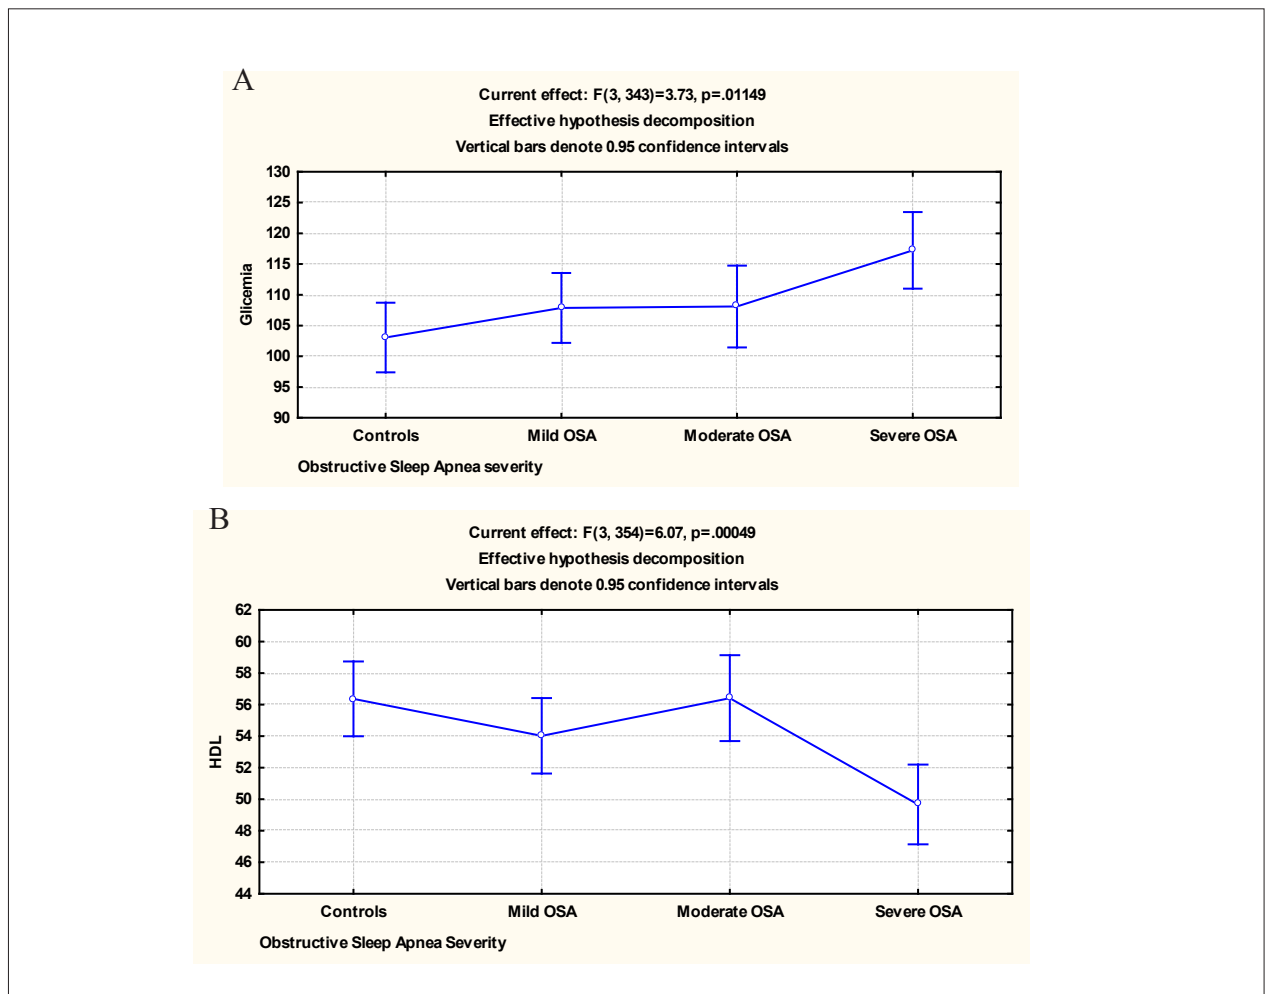 A
Current effect: F(3, 343)=3.73, p=.01149
Effective hypothesis decomposition
Vertical bars denote 0.95 confidence intervals
130
125
120
115
110
105
100
95
90
Glicemia
Controls Mild OSA Moderate OSA Severe OSA
Obstructive Sleep Apnea severity
B
Current effect: F(3, 354)=6.07, p=.00049
Effective hypothesis decomposition
Vertical bars denote 0.95 confidence intervals
62
60
58
56
54
52
50
48
46
44
HDL
Controls Mild OSA Moderate OSA Severe OSA
Obstructive Sleep Apnea Severity